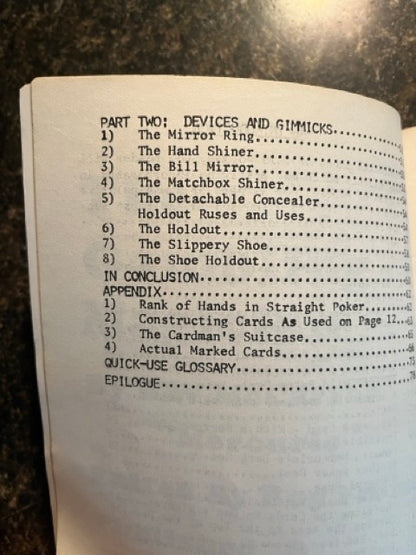 PART TWO: DEVICES AND GIMMICKS
1) The Mirror Ring
2) The Hand Shiner
3) The Bill Mirror
4) The Matchbox Shiner
5) The Detachable Concealer
Holdout Ruses and Uses
6) The Holdout
7) The Slippery Shoe
8) The Shoe Holdout
IN CONCLUSION
APPENDIX
1) Rank of Hands in Straight Poker
2) Constructing Cards As Used on Page 12
3) The Cardman's Suitcase
4) Actual Marked Cards
QUICK-USE GLOSSARY
EPILOGUE